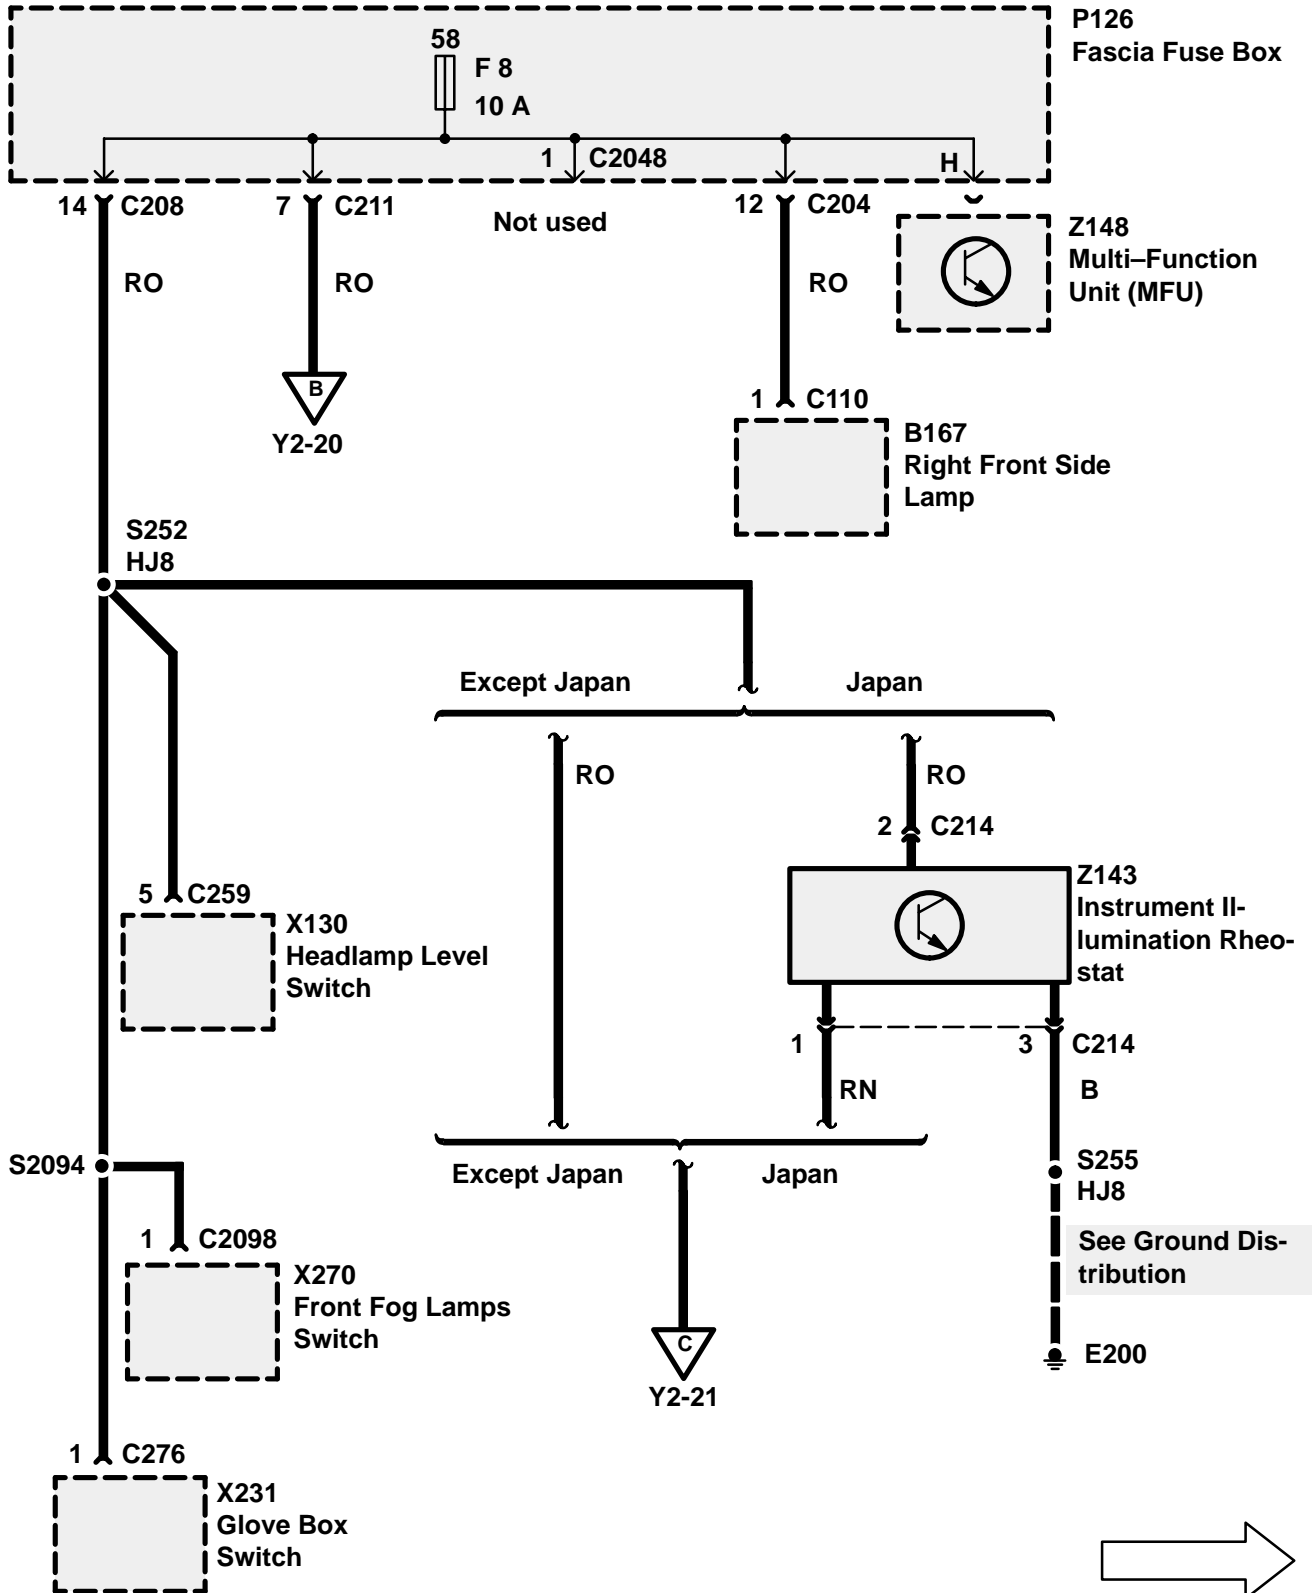 P126
Fascia Fuse Box
58
F 8
10 A
1 C2048
H
14 C208
7 C211
Not used
12 C204
Z148
Multi–Function
Unit (MFU)
RO
RO
RO
B
Y2-20
1 C110
B167
Right Front Side
Lamp
S252
HJ8
Except Japan
Japan
RO
RO
2 C214
5 C259
X130
Headlamp Level
Switch
Z143
Instrument Il-
lumination Rheo-
stat
1
3 C214
RN
B
S2094
Except Japan
Japan
S255
HJ8
1 C2098
X270
Front Fog Lamps
Switch
See Ground Dis-
tribution
C
Y2-21
E200
1 C276
X231
Glove Box
Switch